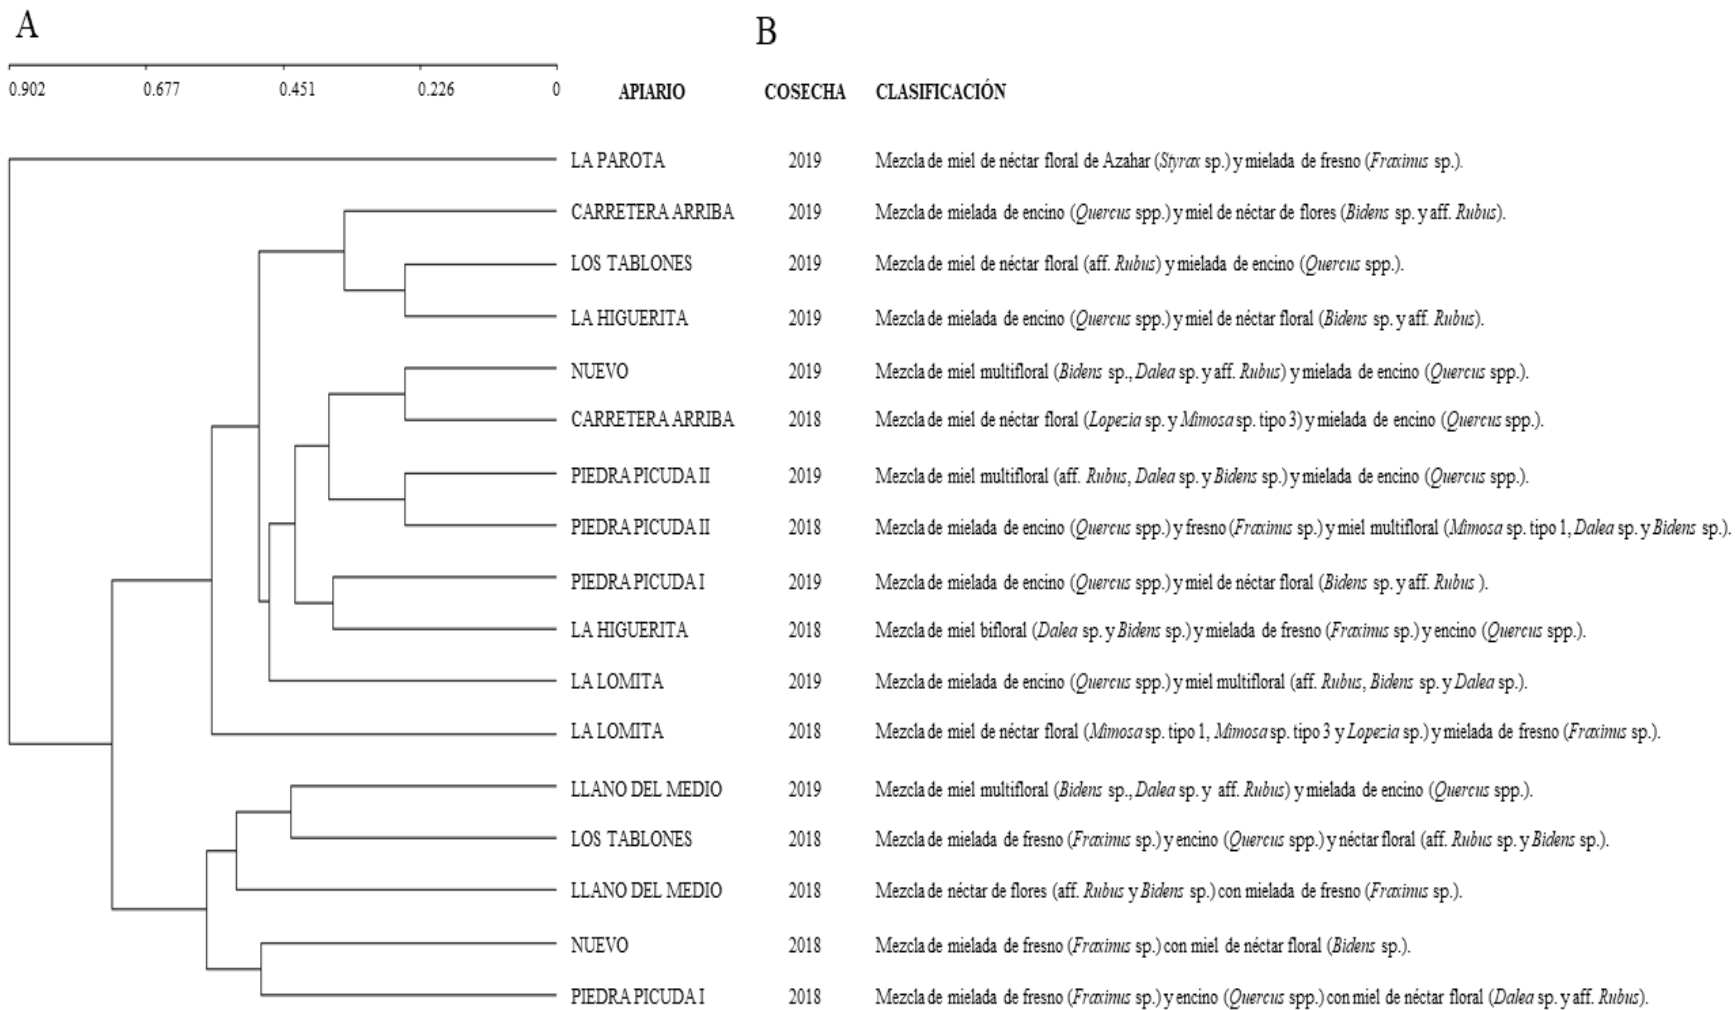 A
B
0.902 0.677 0.451 0.226 0 APIARIO COSECHA CLASIFICACIÓN
LA PAROTA 2019 Mezcla de miel de néctar floral de Azahar (Styrax sp.) y mielada de fresno (Fraxinus sp.).
CARRETERA ARRIBA 2019 Mezcla de mielada de encino (Quercus spp.) y miel de néctar de flores (Bidens sp. y aff. Rubus).
LOS TABLONES 2019 Mezcla de miel de néctar floral (aff. Rubus) y mielada de encino (Quercus spp.).
LA HIGUERITA 2019 Mezcla de mielada de encino (Quercus spp.) y miel de néctar floral (Bidens sp. y aff. Rubus).
NUEVO 2019 Mezcla de miel multifloral (Bidens sp., Dalea sp. y aff. Rubus) y mielada de encino (Quercus spp.).
CARRETERA ARRIBA 2018 Mezcla de miel de néctar floral (Lopezia sp. y Mimosa sp. tipo 3) y mielada de encino (Quercus spp.).
PIEDRA PICUDA II 2019 Mezcla de miel multifloral (aff. Rubus, Dalea sp. y Bidens sp.) y mielada de encino (Quercus spp.).
PIEDRA PICUDA II 2018 Mezcla de mielada de encino (Quercus spp.) y fresno (Fraxinus sp.) y miel multifloral (Mimosa sp. tipo 1, Dalea sp. y Bidens sp.).
PIEDRA PICUDA I 2019 Mezcla de mielada de encino (Quercus spp.) y miel de néctar floral (Bidens sp. y aff. Rubus ).
LA HIGUERITA 2018 Mezcla de miel bifloral (Dalea sp. y Bidens sp.) y mielada de fresno (Fraxinus sp.) y encino (Quercus spp.).
LA LOMITA 2019 Mezcla de mielada de encino (Quercus spp.) y miel multifloral (aff. Rubus, Bidens sp. y Dalea sp.).
LA LOMITA 2018 Mezcla de miel de néctar floral (Mimosa sp. tipo 1, Mimosa sp. tipo 3 y Lopezia sp.) y mielada de fresno (Fraxinus sp.).
LLANO DEL MEDIO 2019 Mezcla de miel multifloral (Bidens sp., Dalea sp. y aff. Rubus) y mielada de encino (Quercus spp.).
LOS TABLONES 2018 Mezcla de mielada de fresno (Fraxinus sp.) y encino (Quercus spp.) y néctar floral (aff. Rubus sp. y Bidens sp.).
LLANO DEL MEDIO 2018 Mezcla de néctar de flores (aff. Rubus y Bidens sp.) con mielada de fresno (Fraxinus sp.).
NUEVO 2018 Mezcla de mielada de fresno (Fraxinus sp.) con miel de néctar floral (Bidens sp.).
PIEDRA PICUDA I 2018 Mezcla de mielada de fresno (Fraxinus sp.) y encino (Quercus spp.) con miel de néctar floral (Dalea sp. y aff. Rubus).